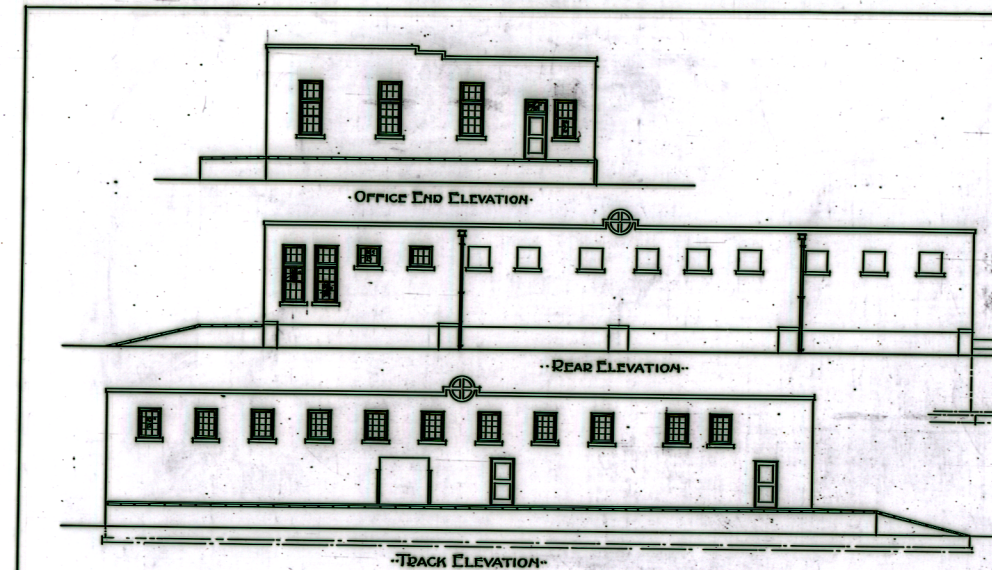 ·OFFICE END ELEVATION·
··REAR ELEVATION··
··TRACK ELEVATION··